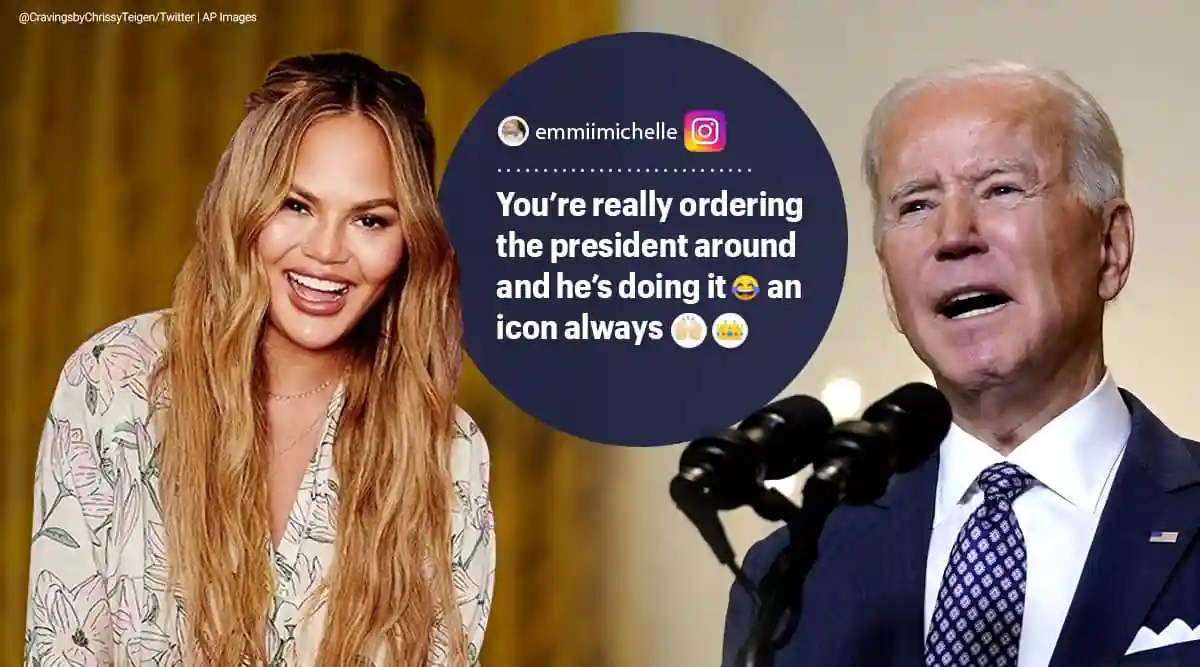 @CravingsbyChrissyTeigen/Twitter | AP Images
emmiimichelle
You’re really ordering
the president around
and he’s doing it 😂 an
icon always 🙌🏻 👑